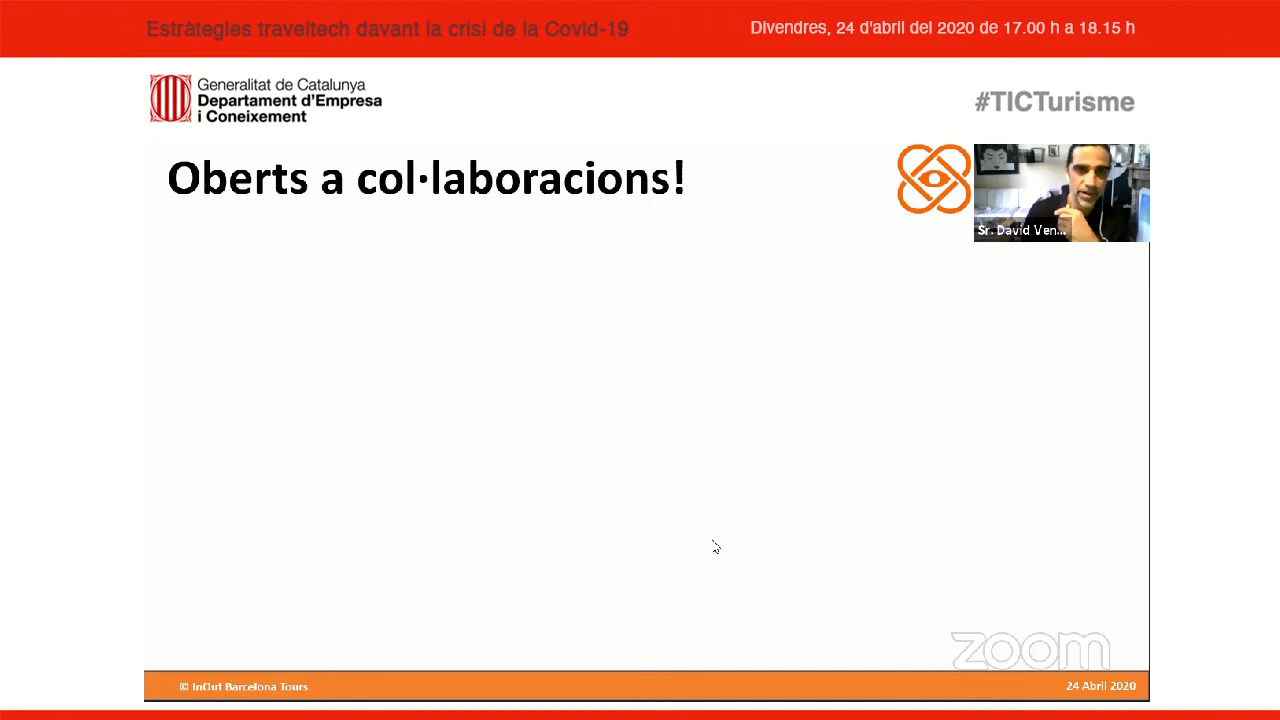 Estràtegies traveltech davant la crisi de la Covid-19
Divendres, 24 d'abril del 2020 de 17.00 h a 18.15 h
Generalitat de Catalunya
Departament d'Empresa
i Coneixement
#TICTurisme
Oberts a col·laboracions!
Sr. David Ven...
zoom
© InOut Barcelona Tours
24 Abril 2020